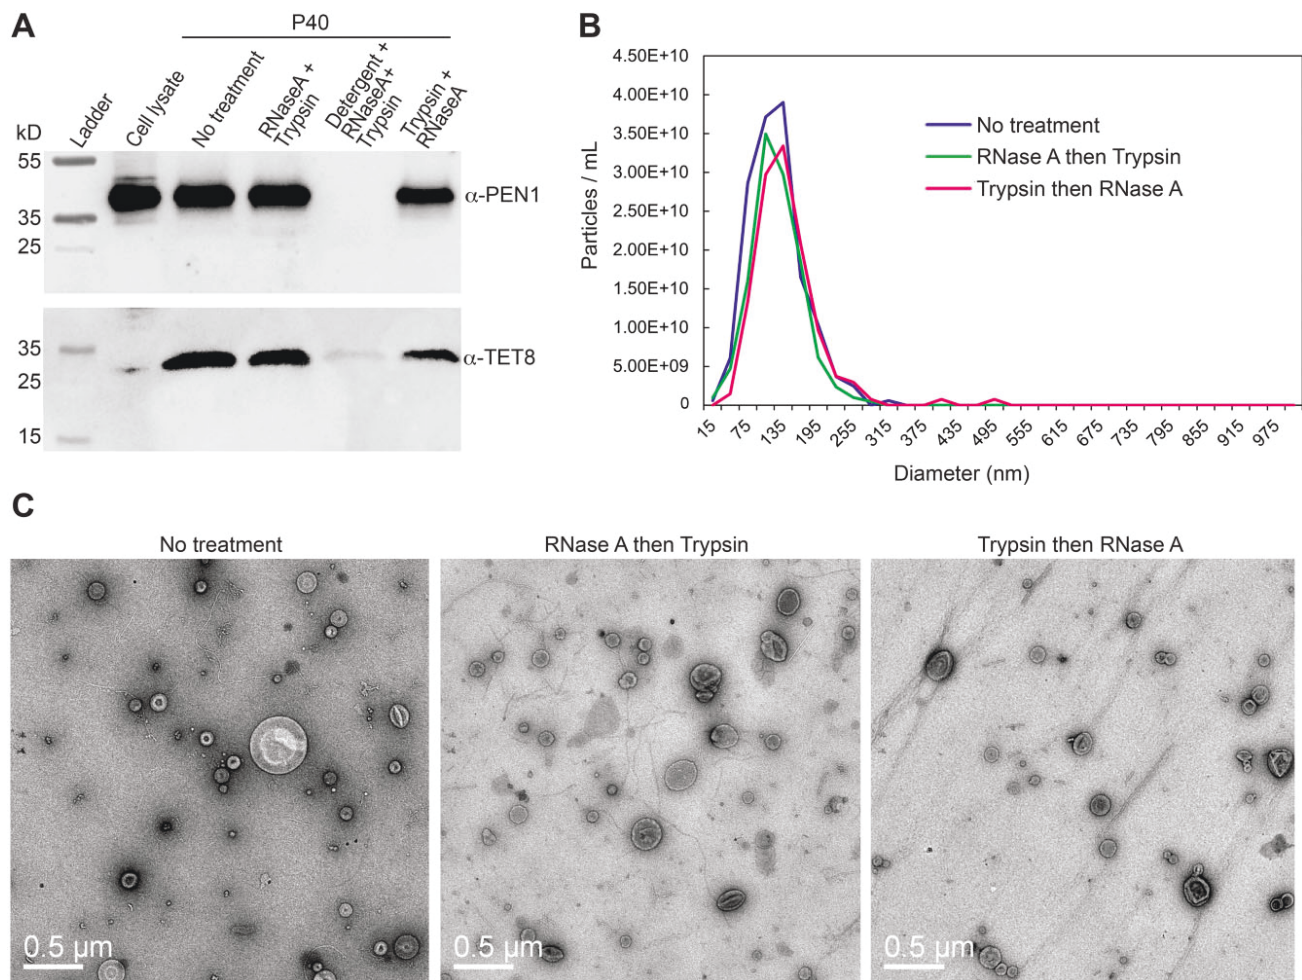 A
P40
kD
Ladder
Cell lysate
No treatment
RNaseA +
Trypsin
Detergent +
RNaseA+
Trypsin
Trypsin +
RNaseA
55
35
25
α-PEN1
35
25
15
α-TET8
B
4.50E+10
4.00E+10
3.50E+10
3.00E+10
2.50E+10
2.00E+10
1.50E+10
1.00E+10
5.00E+09
0
Particles / mL
No treatment
RNase A then Trypsin
Trypsin then RNase A
15 75 135 195 255 315 375 435 495 555 615 675 735 795 855 915 975
Diameter (nm)
C
No treatment
RNase A then Trypsin
Trypsin then RNase A
0.5 µm
0.5 µm
0.5 µm